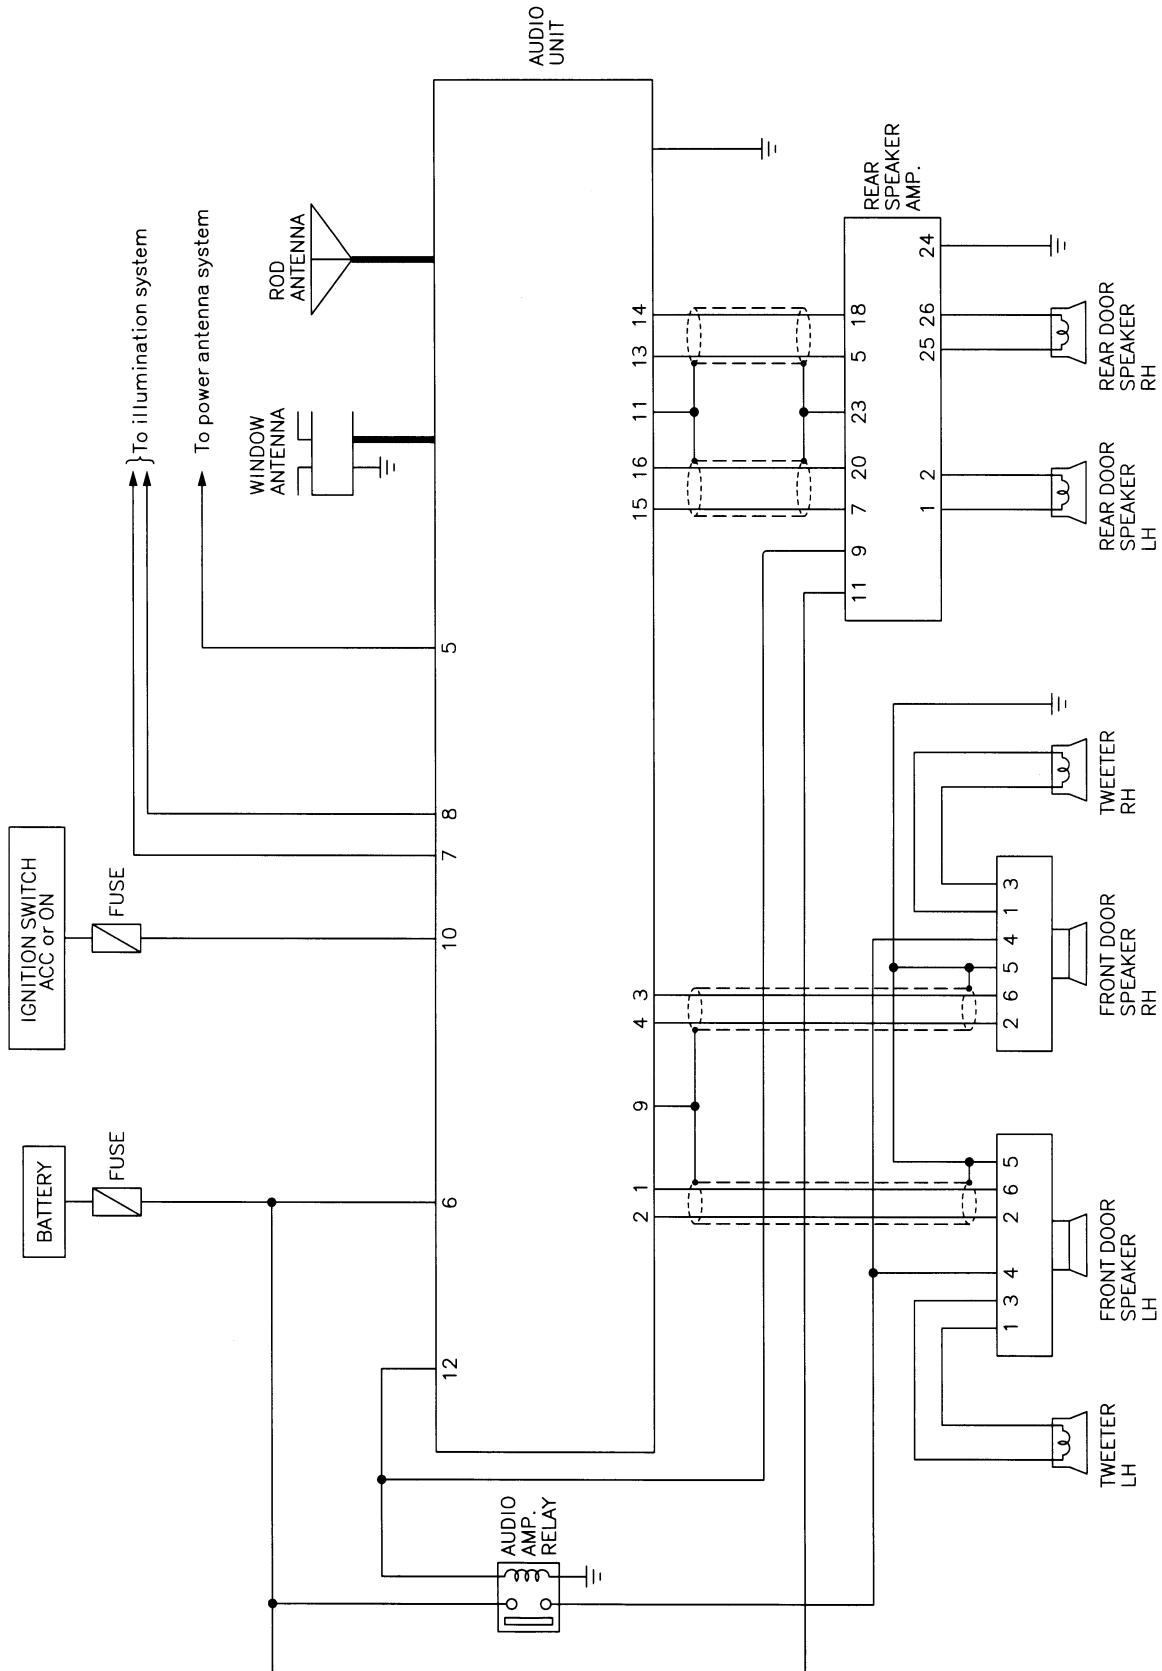 IGNITION SWITCH
ACC or ON
FUSE
BATTERY
FUSE
To illumination system
To power antenna system
WINDOW
ANTENNA
ROD
ANTENNA
AUDIO
UNIT
12
6
10
7
8
5
2
1
9
4
3
15
16
11
13
14
AUDIO
AMP.
RELAY
REAR
SPEAKER
AMP.
11
9
7
20
23
5
18
1
2
25
26
24
1
3
4
2
6
5
2
6
5
4
1
3
TWEETER
LH
FRONT DOOR
SPEAKER
LH
FRONT DOOR
SPEAKER
RH
TWEETER
RH
REAR DOOR
SPEAKER
LH
REAR DOOR
SPEAKER
RH